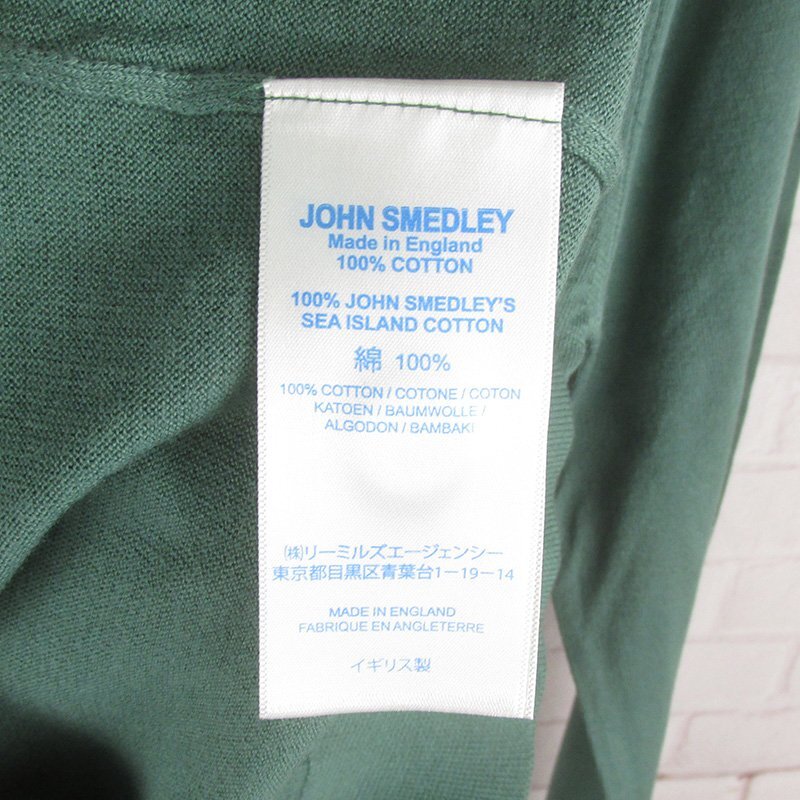 JOHN SMEDLEY
Made in England
100% COTTON
100% JOHN SMEDLEY'S
SEA ISLAND COTTON
綿 100%
100% COTTON / COTONE / COTON
KATOEN / BAUMWOLLE /
ALGODON / BAMBAKI
㈱リーミルズエージェンシー
東京都目黒区青葉台1-19-14
MADE IN ENGLAND
FABRIQUE EN ANGLETERRE
イギリス製